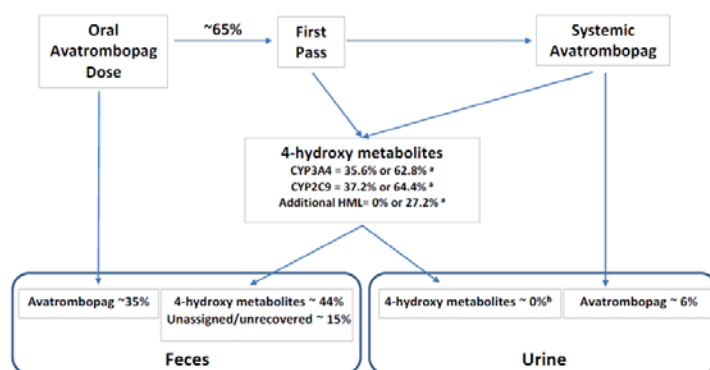 Oral
Avatrombopag
Dose
~65%
First
Pass
Systemic
Avatrombopag
4-hydroxy metabolites
CYP3A4 = 35.6% or 62.8% ᵃ
CYP2C9 = 37.2% or 64.4% ᵃ
Additional HML= 0% or 27.2% ᵃ
Avatrombopag ~35%
4-hydroxy metabolites ~ 44%
Unassigned/unrecovered ~ 15%
Feces
4-hydroxy metabolites ~ 0%ᵇ
Avatrombopag ~ 6%
Urine